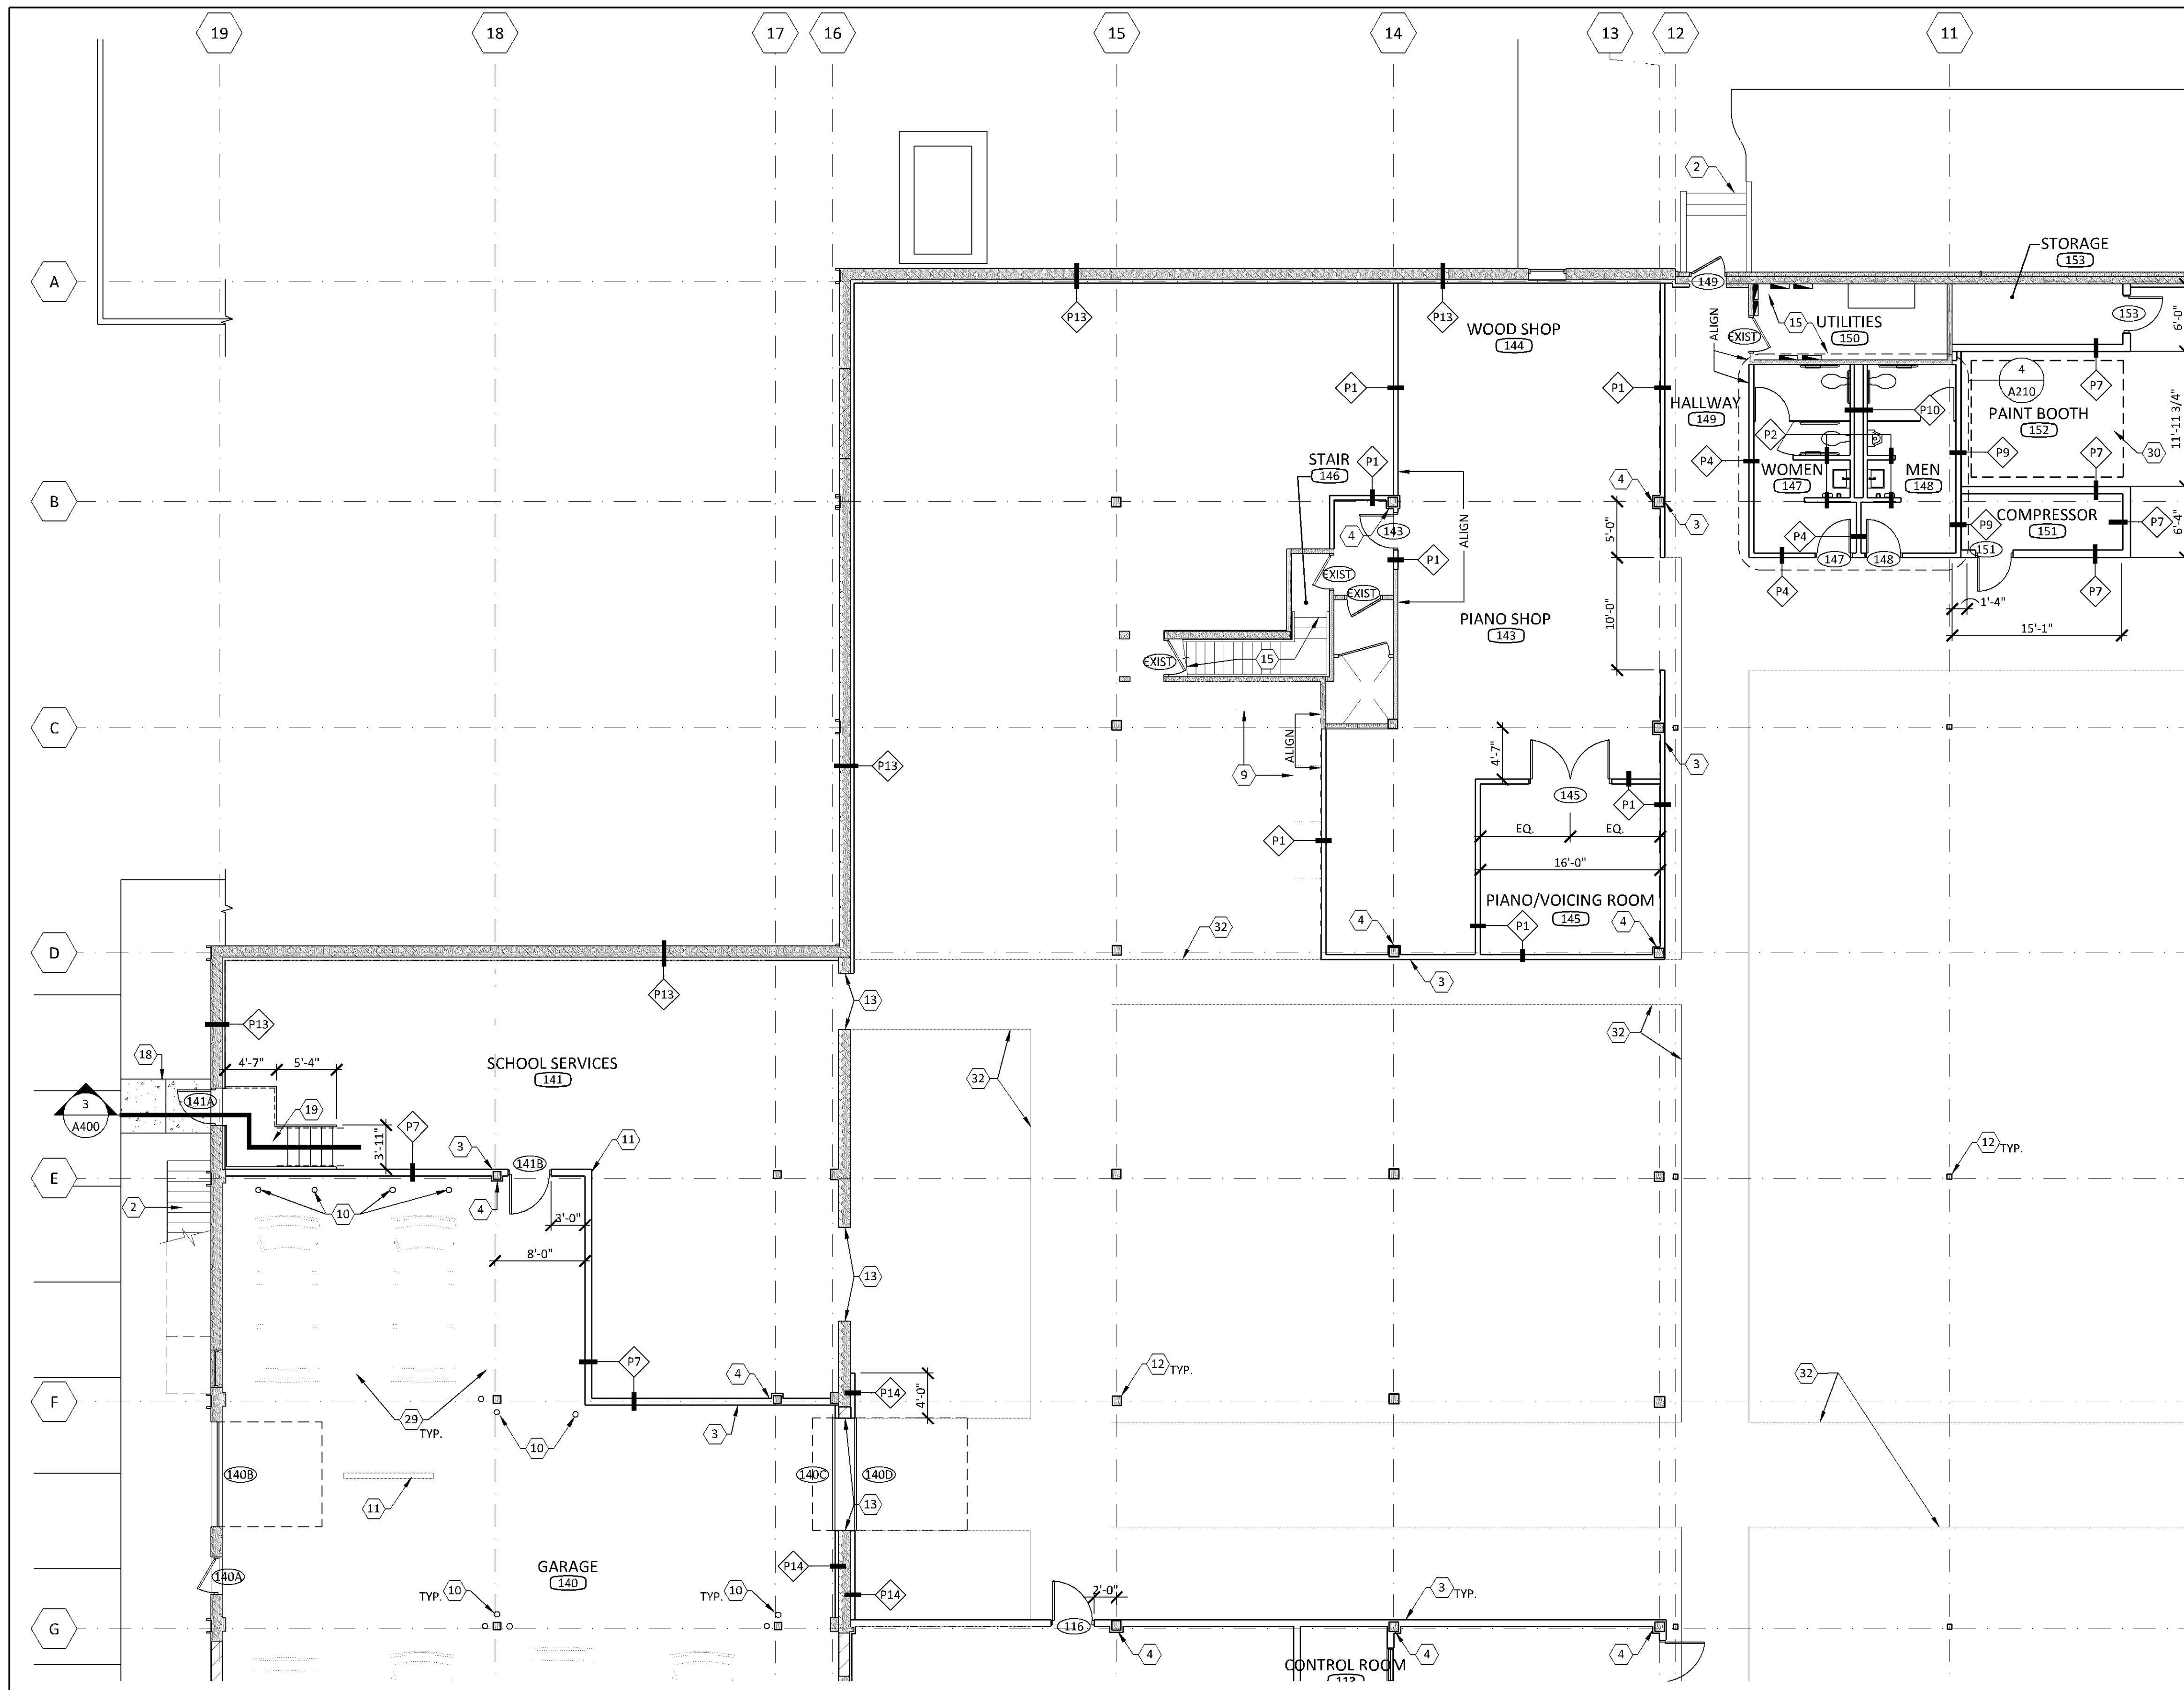 19
18
17
16
15
14
13
12
11
2
A
STORAGE
153
149
153
P13
P13
WOOD SHOP
144
15
UTILITIES
150
EXIST
ALIGN
6'-0"
P1
P1
HALLWAY
149
4
A210
P7
P10
PAINT BOOTH
152
11'-11 3/4"
P2
STAIR
146
P1
P4
WOMEN
147
MEN
148
P9
P7
30
B
4
3
4
143
ALIGN
5'-0"
P4
P9
COMPRESSOR
151
P7
6'-4"
P1
147
148
151
EXIST
EXIST
P4
P7
1'-4"
PIANO SHOP
143
10'-0"
15'-1"
EXIST
15
C
ALIGN
4'-7"
3
P13
9
145
P1
EQ.
EQ.
P1
16'-0"
PIANO/VOICING ROOM
145
4
4
P1
32
D
3
P13
13
P13
32
18
4'-7"
5'-4"
SCHOOL SERVICES
141
32
141A
3
A400
19
P7
3'-11"
3
11
12
TYP.
141B
E
2
10
4
3'-0"
8'-0"
13
P7
4
12
TYP.
32
F
P14
4'-0"
29
TYP.
3
10
140B
140C
140D
11
13
GARAGE
140
P14
140A
TYP.
10
TYP.
10
P14
2'-0"
3
TYP.
G
116
4
4
4
CONTROL ROOM
113